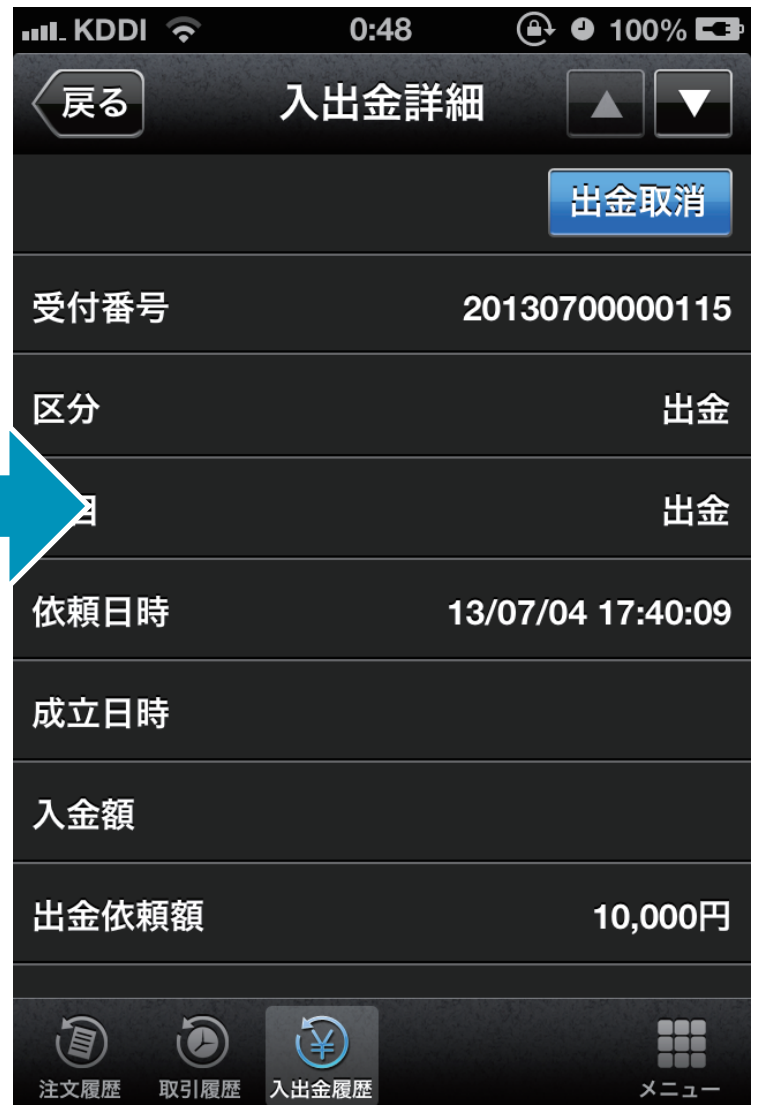 KDDI 0:48 100%
戻る 入出金詳細
出金取消
受付番号 20130700000115
区分 出金
出金
依頼日時 13/07/04 17:40:09
成立日時
入金額
出金依頼額 10,000円
注文履歴 取引履歴 入出金履歴 メニュー